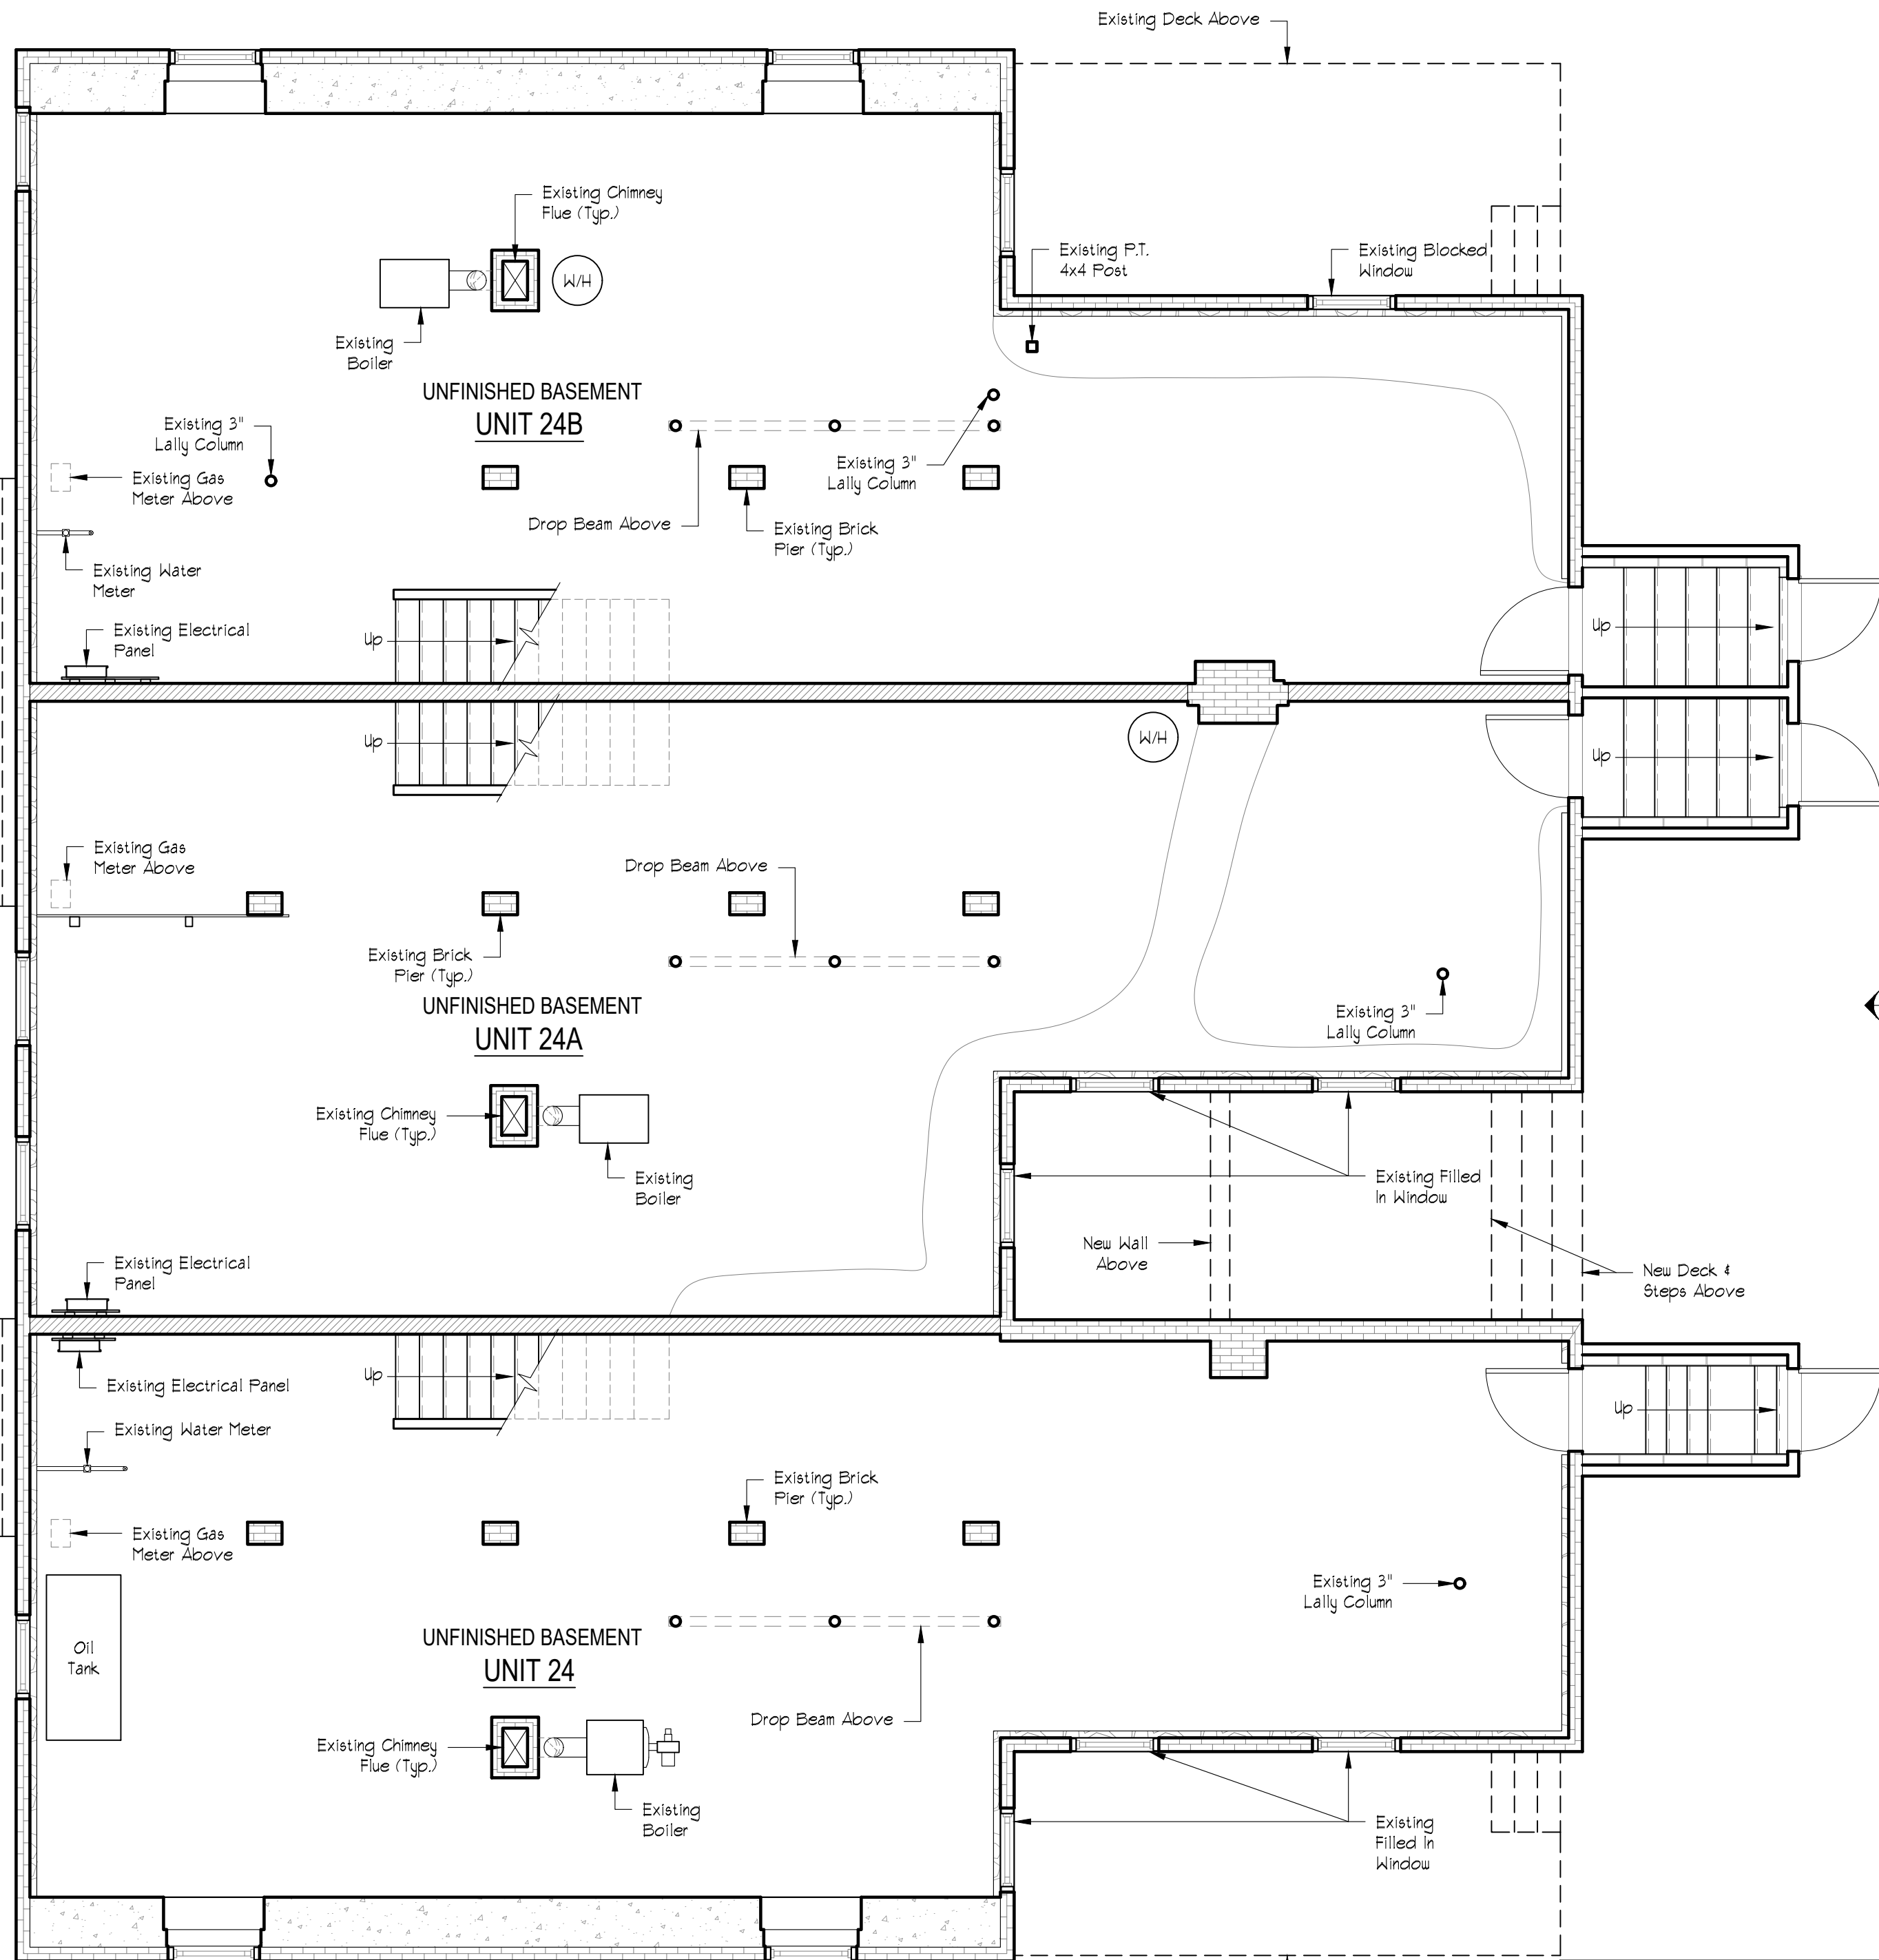 Existing Deck Above
Existing Chimney
Flue (Typ.)
W/H
Existing P.T.
4x4 Post
Existing Blocked
Window
Existing
Boiler
UNFINISHED BASEMENT
UNIT 24B
Existing 3"
Lally Column
Existing 3"
Lally Column
Existing Gas
Meter Above
Drop Beam Above
Existing Brick
Pier (Typ.)
Existing Water
Meter
Existing Electrical
Panel
Up
Up
Up
W/H
Up
Existing Gas
Meter Above
Drop Beam Above
Existing Brick
Pier (Typ.)
UNFINISHED BASEMENT
UNIT 24A
Existing 3"
Lally Column
Existing Chimney
Flue (Typ.)
Existing
Boiler
Existing Filled
In Window
New Wall
Above
New Deck &
Steps Above
Existing Electrical
Panel
Existing Electrical Panel
Up
Up
Existing Water Meter
Existing Brick
Pier (Typ.)
Existing Gas
Meter Above
Existing 3"
Lally Column
Oil
Tank
UNFINISHED BASEMENT
UNIT 24
Drop Beam Above
Existing Chimney
Flue (Typ.)
Existing
Boiler
Existing
Filled In
Window